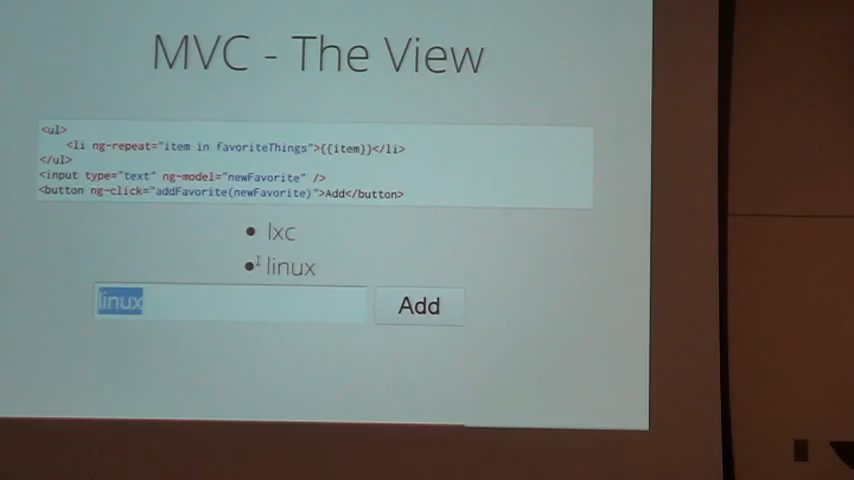 MVC - The View
<ul>
<li ng-repeat="item in favoriteThings">{{item}}</li>
</ul>
<input type="text" ng-model="newFavorite" />
<button ng-click="addFavorite(newFavorite)">Add</button>
lxc
linux
linux
Add